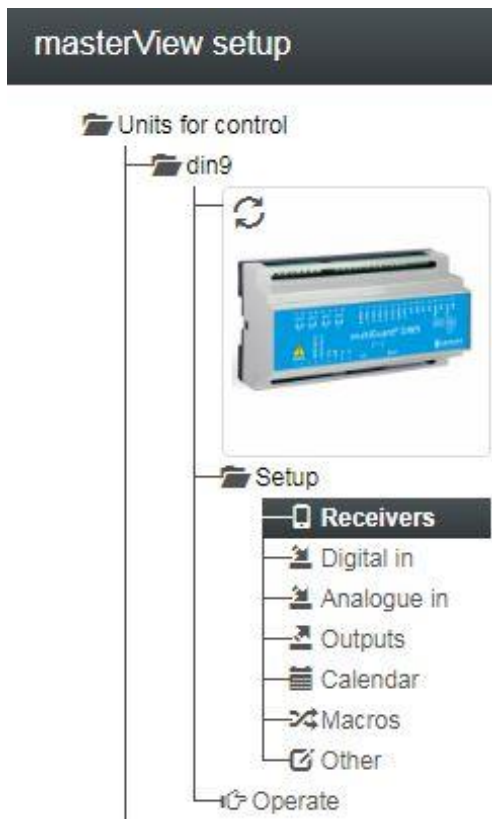 masterView setup
Units for control
din9
Setup
Receivers
Digital in
Analogue in
Outputs
Calendar
Macros
Other
Operate